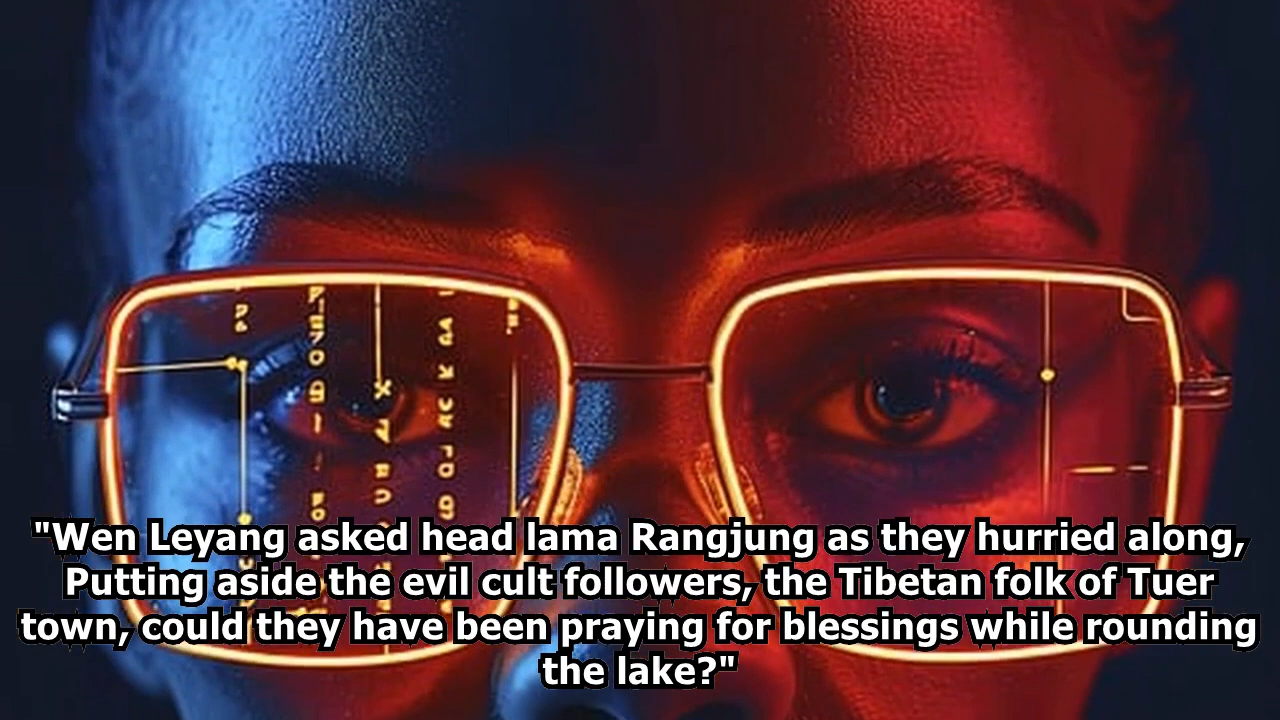 "Wen Leyang asked head lama Rangjung as they hurried along,
Putting aside the evil cult followers, the Tibetan folk of Tuer
town, could they have been praying for blessings while rounding
the lake?"